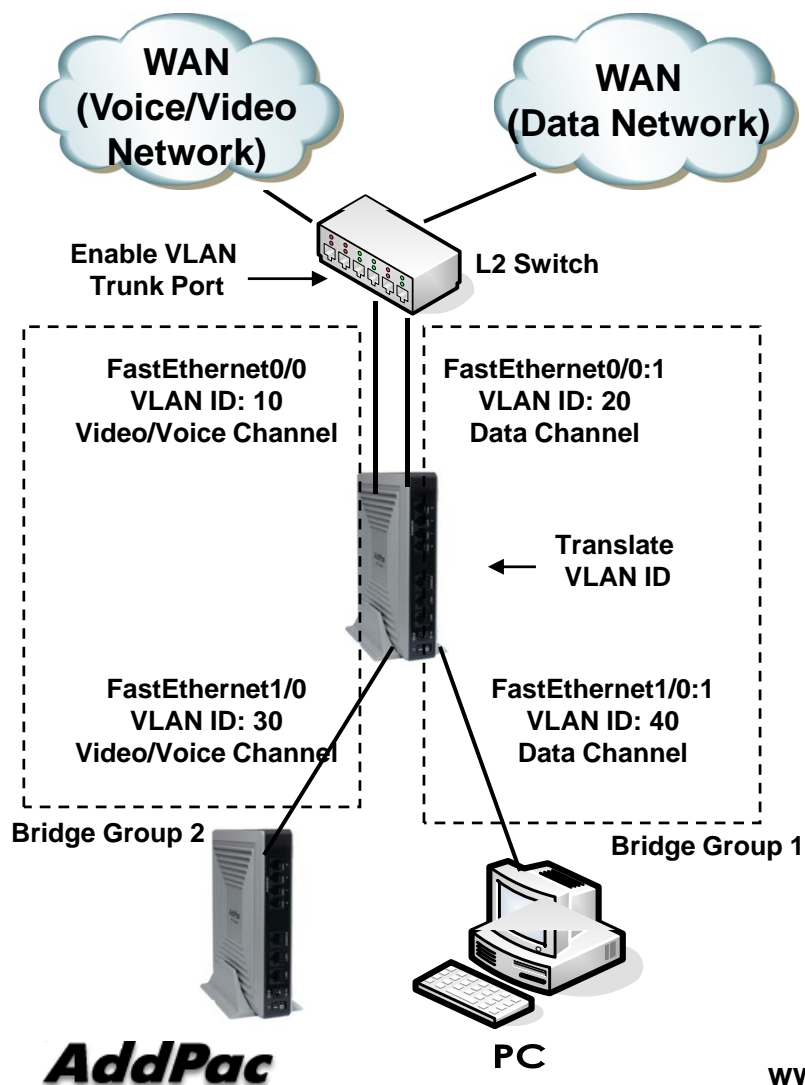 WAN
(Voice/Video
Network)
WAN
(Data Network)
Enable VLAN
Trunk Port
L2 Switch
FastEthernet0/0
VLAN ID: 10
Video/Voice Channel
FastEthernet0/0:1
VLAN ID: 20
Data Channel
Translate
VLAN ID
FastEthernet1/0
VLAN ID: 30
Video/Voice Channel
FastEthernet1/0:1
VLAN ID: 40
Data Channel
Bridge Group 2
Bridge Group 1
AddPac
PC